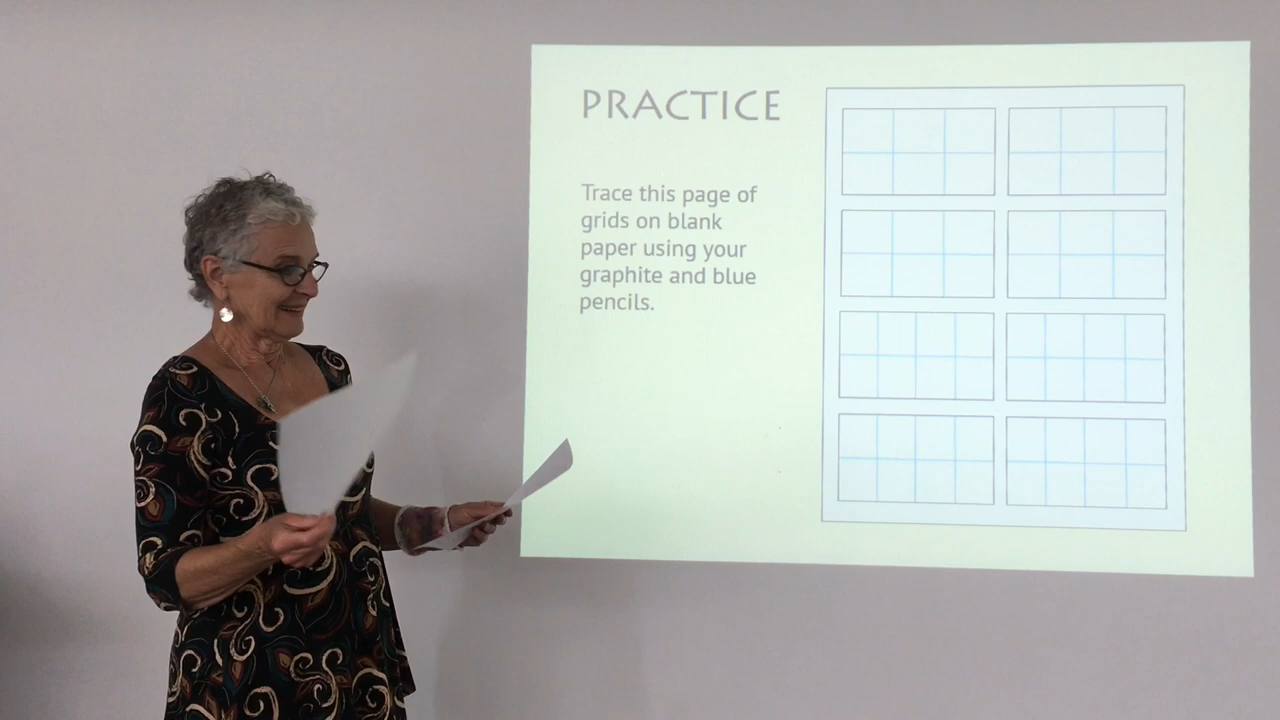 PRACTICE
Trace this page of
grids on blank
paper using your
graphite and blue
pencils.